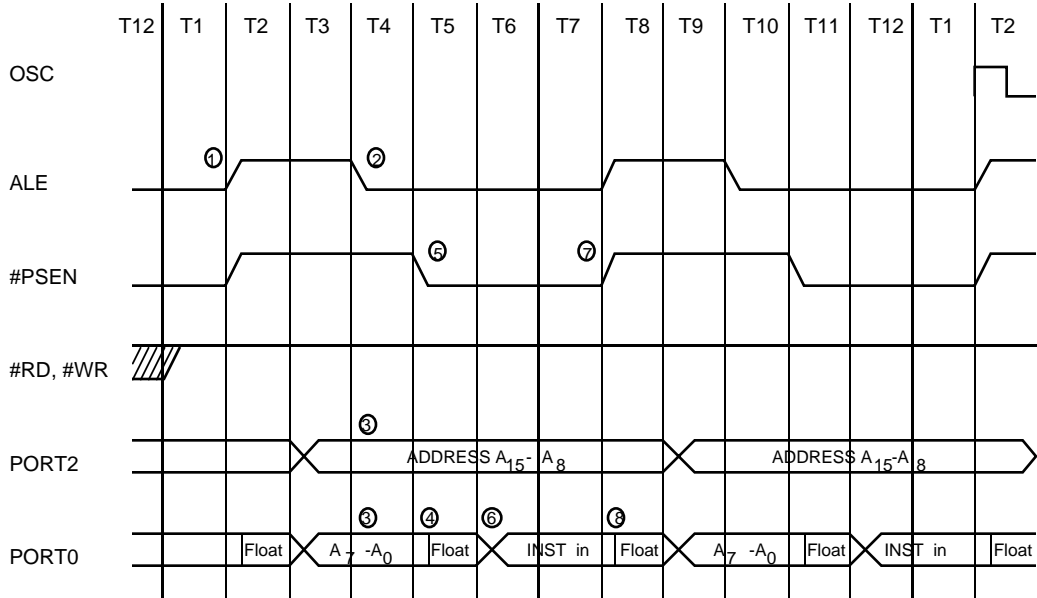 T12 T1 T2 T3 T4 T5 T6 T7 T8 T9 T10 T11 T12 T1 T2
OSC
① ②
ALE
⑤ ⑦
#PSEN
#RD, #WR
③
PORT2 ADDRESS A15- A8 ADDRESS A15-A8
③ ④ ⑥ ⑧
PORT0 Float A7 -A0 Float INST in Float A7 -A0 Float INST in Float